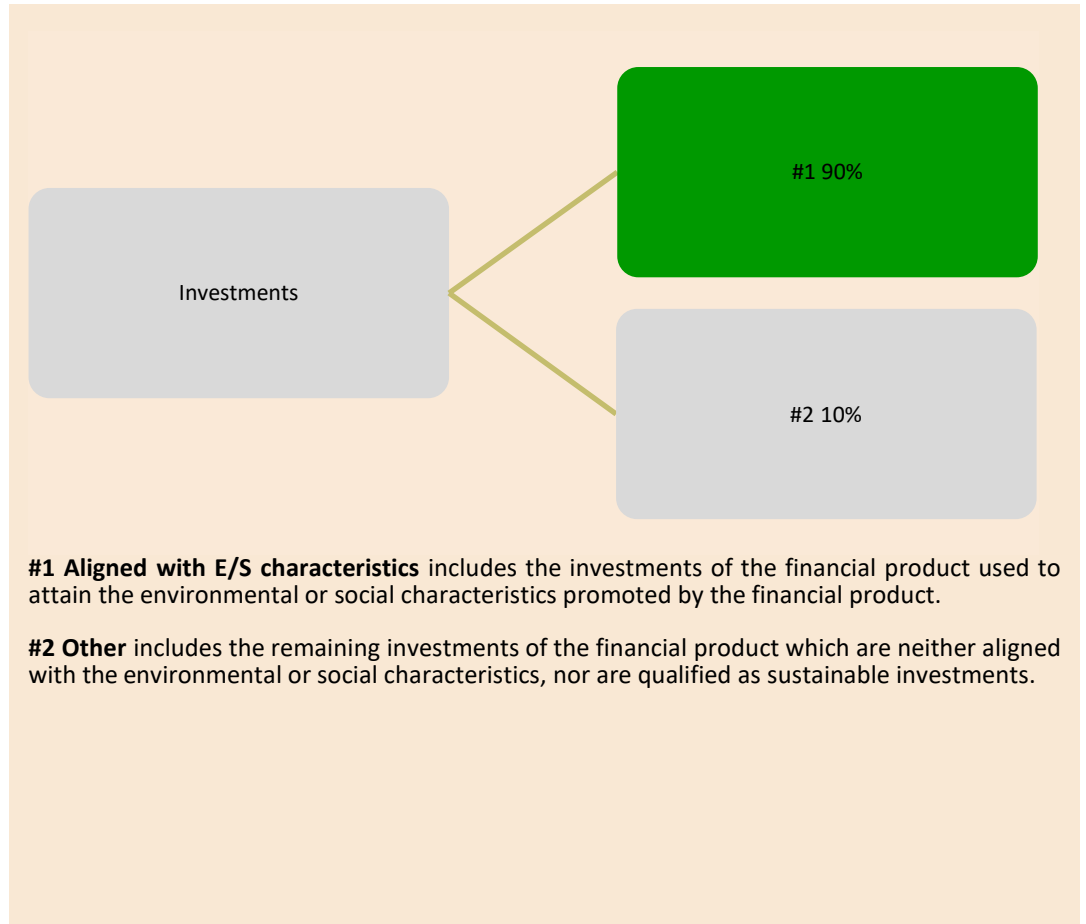 #1 90%
Investments
#2 10%
#1 Aligned with E/S characteristics includes the investments of the financial product used to
attain the environmental or social characteristics promoted by the financial product.
#2 Other includes the remaining investments of the financial product which are neither aligned
with the environmental or social characteristics, nor are qualified as sustainable investments.